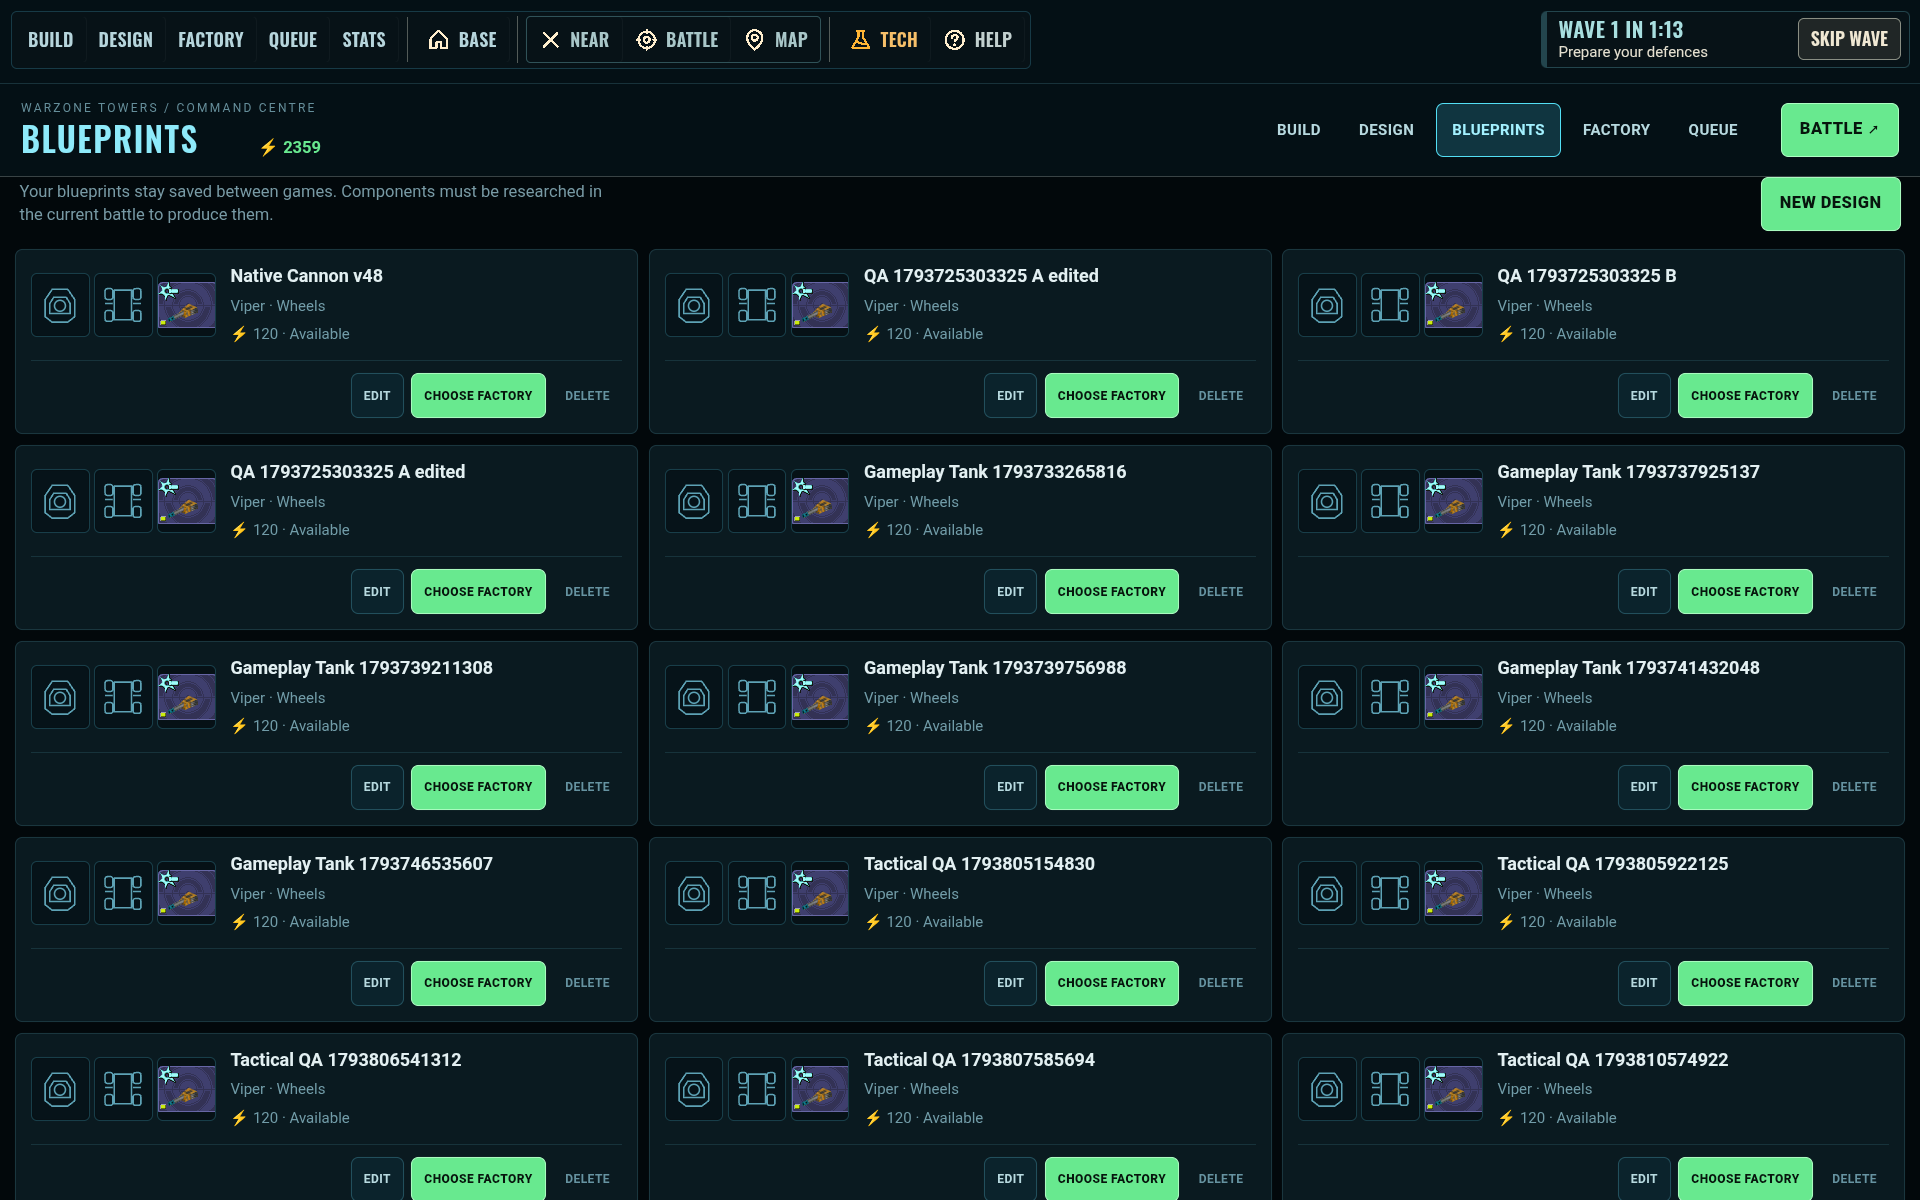 BUILD DESIGN FACTORY QUEUE STATS BASE NEAR BATTLE MAP TECH HELP
WAVE 1 IN 1:13
Prepare your defences
SKIP WAVE
WARZONE TOWERS / COMMAND CENTRE
BLUEPRINTS ⚡ 2359
BUILD DESIGN BLUEPRINTS FACTORY QUEUE BATTLE ↗
Your blueprints stay saved between games. Components must be researched in
the current battle to produce them.
NEW DESIGN
Native Cannon v48
Viper · Wheels
⚡ 120 · Available
EDIT CHOOSE FACTORY DELETE
QA 1793725303325 A edited
Viper · Wheels
⚡ 120 · Available
EDIT CHOOSE FACTORY DELETE
QA 1793725303325 B
Viper · Wheels
⚡ 120 · Available
EDIT CHOOSE FACTORY DELETE
QA 1793725303325 A edited
Viper · Wheels
⚡ 120 · Available
EDIT CHOOSE FACTORY DELETE
Gameplay Tank 1793733265816
Viper · Wheels
⚡ 120 · Available
EDIT CHOOSE FACTORY DELETE
Gameplay Tank 1793737925137
Viper · Wheels
⚡ 120 · Available
EDIT CHOOSE FACTORY DELETE
Gameplay Tank 1793739211308
Viper · Wheels
⚡ 120 · Available
EDIT CHOOSE FACTORY DELETE
Gameplay Tank 1793739756988
Viper · Wheels
⚡ 120 · Available
EDIT CHOOSE FACTORY DELETE
Gameplay Tank 1793741432048
Viper · Wheels
⚡ 120 · Available
EDIT CHOOSE FACTORY DELETE
Gameplay Tank 1793746535607
Viper · Wheels
⚡ 120 · Available
EDIT CHOOSE FACTORY DELETE
Tactical QA 1793805154830
Viper · Wheels
⚡ 120 · Available
EDIT CHOOSE FACTORY DELETE
Tactical QA 1793805922125
Viper · Wheels
⚡ 120 · Available
EDIT CHOOSE FACTORY DELETE
Tactical QA 1793806541312
Viper · Wheels
⚡ 120 · Available
EDIT CHOOSE FACTORY DELETE
Tactical QA 1793807585694
Viper · Wheels
⚡ 120 · Available
EDIT CHOOSE FACTORY DELETE
Tactical QA 1793810574922
Viper · Wheels
⚡ 120 · Available
EDIT CHOOSE FACTORY DELETE